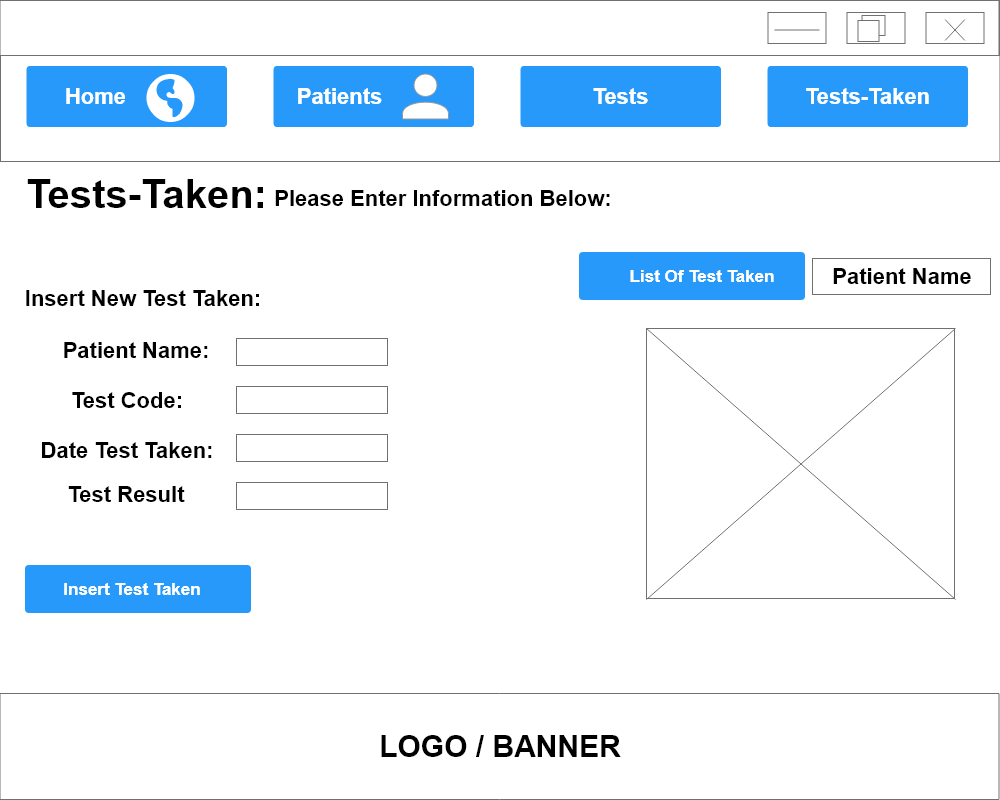 Home
Patients
Tests
Tests-Taken
Tests-Taken: Please Enter Information Below:
List Of Test Taken
Patient Name
Insert New Test Taken:
Patient Name:
Test Code:
Date Test Taken:
Test Result
Insert Test Taken
LOGO / BANNER